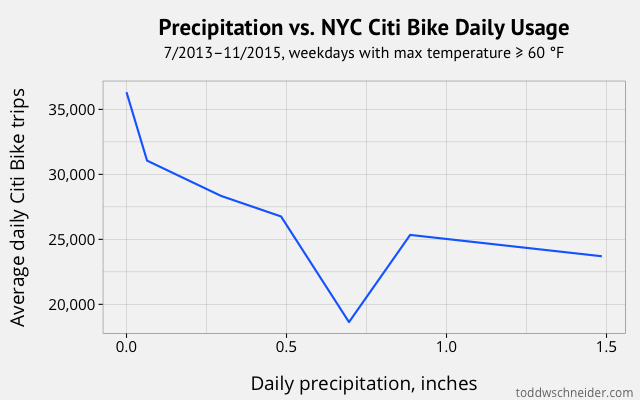 Precipitation vs. NYC Citi Bike Daily Usage
7/2013–11/2015, weekdays with max temperature ≥ 60 °F
Average daily Citi Bike trips
35,000
30,000
25,000
20,000
0.0 0.5 1.0 1.5
Daily precipitation, inches
toddwschneider.com